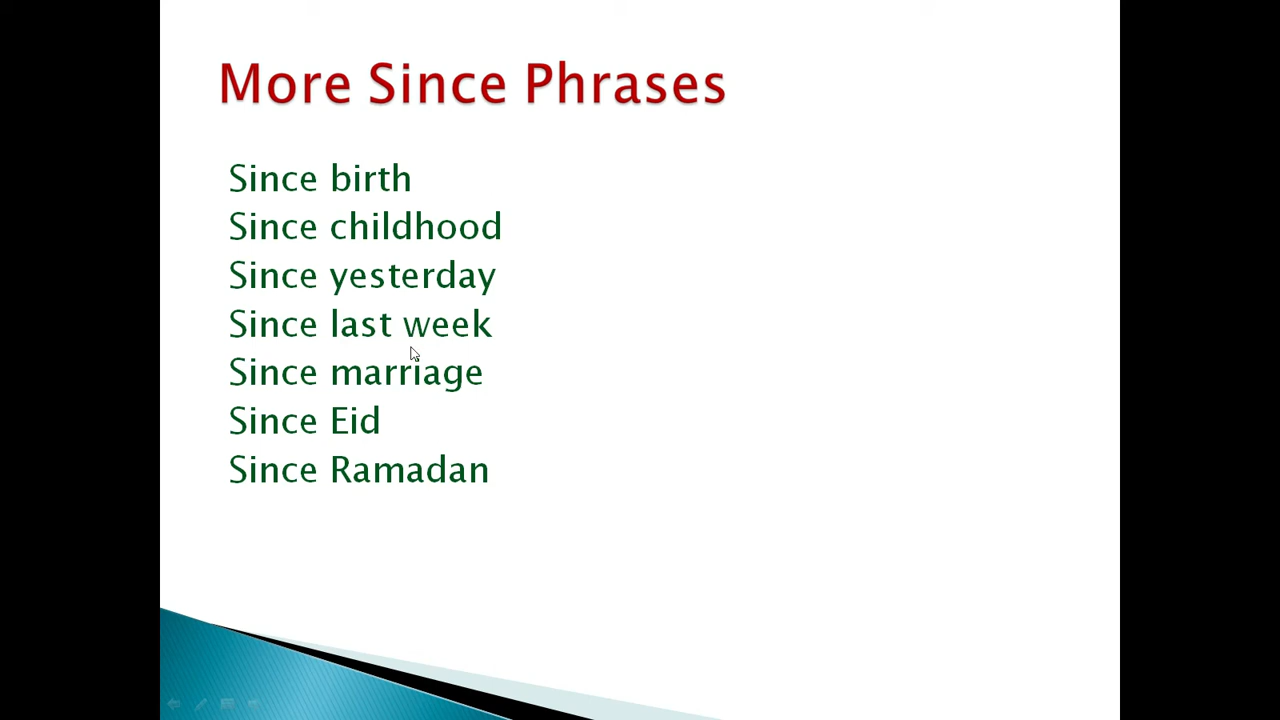 More Since Phrases
Since birth
Since childhood
Since yesterday
Since last week
Since marriage
Since Eid
Since Ramadan